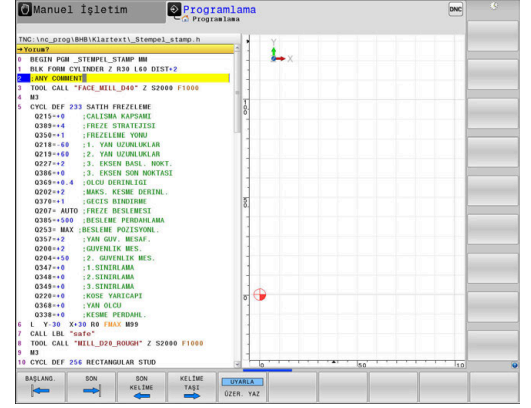 Manuel İşletim
Programlama
Programlama
DNC
TNC:\nc_prog\BHB\Klartext\_Stempel_stamp.h
→Yorum?
0 BEGIN PGM _STEMPEL_STAMP MM
1 BLK FORM CYLINDER Z R30 L60 DIST+2
2 ;ANY COMMENT
3 TOOL CALL "FACE_MILL_D40" Z S2000 F1000
4 M3
5 CYCL DEF 233 SATIH FREZELEME
Q215=+0 ;CALISMA KAPSAMI
Q389=+4 ;FREZE STRATEJISI
Q350=+1 ;FREZELEME YONU
Q218=-60 ;1. YAN UZUNLUKLAR
Q219=+60 ;2. YAN UZUNLUKLAR
Q227=+2 ;3. EKSEN BASL. NOKT.
Q386=+0 ;3. EKSEN SON NOKTASI
Q369=+0.4 ;OLCU DERINLIGI
Q202=+2 ;MAKS. KESME DERINL.
Q370=+1 ;GECIS BINDIRME
Q207= AUTO ;FREZE BESLEMESI
Q385=+500 ;BESLEME PERDAHLAMA
Q253= MAX ;BESLEME POZISYONL.
Q357=+2 ;YAN GUV. MESAF.
Q200=+2 ;GUVENLIK MES.
Q204=+50 ;2. GUVENLIK MES.
Q347=+0 ;1.SINIRLAMA
Q348=+0 ;2.SINIRLAMA
Q349=+0 ;3.SINIRLAMA
Q220=+0 ;KOSE YARICAPI
Q368=+0 ;YAN OLCU
Q338=+0 ;KESME PERDAHL.
6 L Y-30 X+30 R0 FMAX M99
7 CALL LBL "safe"
8 TOOL CALL "MILL_D20_ROUGH" Z S2000 F1000
9 M3
10 CYCL DEF 256 RECTANGULAR STUD
Y
X
BAŞLANG.
SON
SON
KELİME
KELİME
TAŞI
UYARLA
ÜZER. YAZ